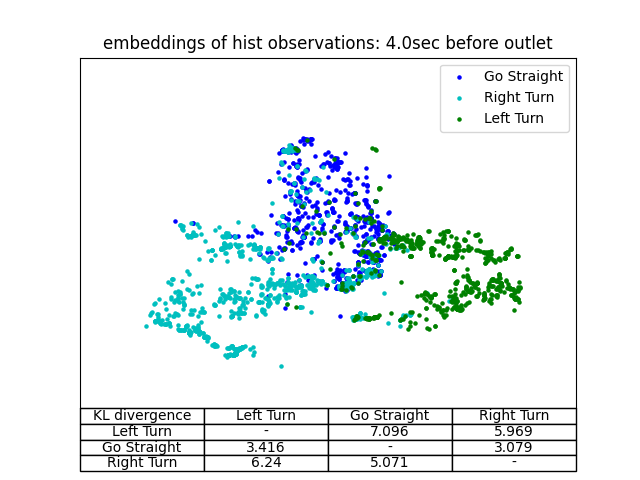 embeddings of hist observations: 4.0sec before outlet
Go Straight
Right Turn
Left Turn
KL divergence Left Turn Go Straight Right Turn
Left Turn - 7.096 5.969
Go Straight 3.416 - 3.079
Right Turn 6.24 5.071 -